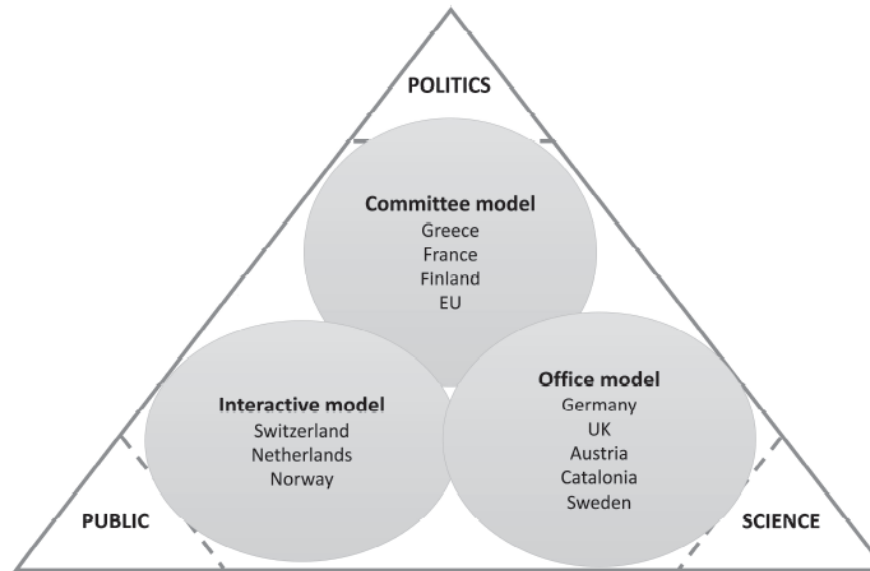 POLITICS
Committee model
Greece
France
Finland
EU
Interactive model
Switzerland
Netherlands
Norway
Office model
Germany
UK
Austria
Catalonia
Sweden
PUBLIC
SCIENCE